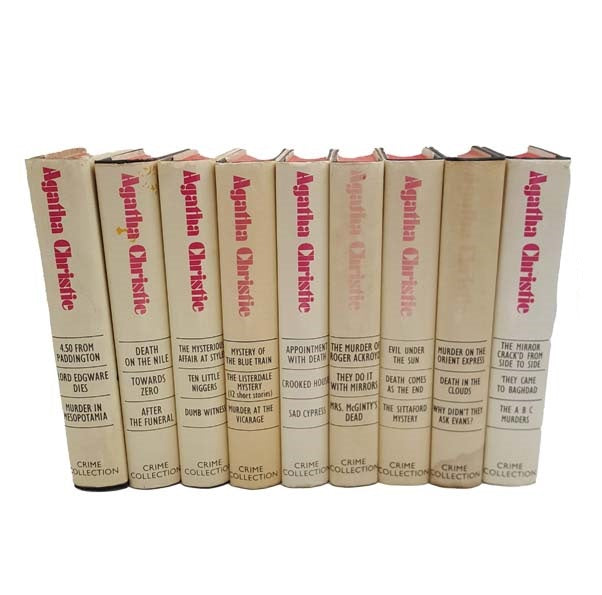 Agatha Christie
4.50 FROM
PADDINGTON
LORD EDGWARE
DIES
MURDER IN
MESOPOTAMIA
CRIME
COLLECTION
Agatha Christie
DEATH
ON THE NILE
TOWARDS
ZERO
AFTER
THE FUNERAL
CRIME
COLLECTION
Agatha Christie
THE MYSTERIOUS
AFFAIR AT STYLES
TEN LITTLE
NIGGERS
DUMB WITNESS
CRIME
COLLECTION
Agatha Christie
MYSTERY OF
THE BLUE TRAIN
THE LISTERDALE
MYSTERY
(12 short stories)
MURDER AT THE
VICARAGE
CRIME
COLLECTION
Agatha Christie
APPOINTMENT
WITH DEATH
CROOKED HOUSE
SAD CYPRESS
CRIME
COLLECTION
Agatha Christie
THE MURDER OF
ROGER ACKROYD
THEY DO IT
WITH MIRRORS
MRS. McGINTY'S
DEAD
CRIME
COLLECTION
Agatha Christie
EVIL UNDER
THE SUN
DEATH COMES
AS THE END
THE SITTAFORD
MYSTERY
CRIME
COLLECTION
Agatha Christie
MURDER ON THE
ORIENT EXPRESS
DEATH IN THE
CLOUDS
WHY DIDN'T THEY
ASK EVANS?
CRIME
COLLECTION
Agatha Christie
THE MIRROR
CRACK'D FROM
SIDE TO SIDE
THEY CAME
TO BAGHDAD
THE A B C
MURDERS
CRIME
COLLECTION